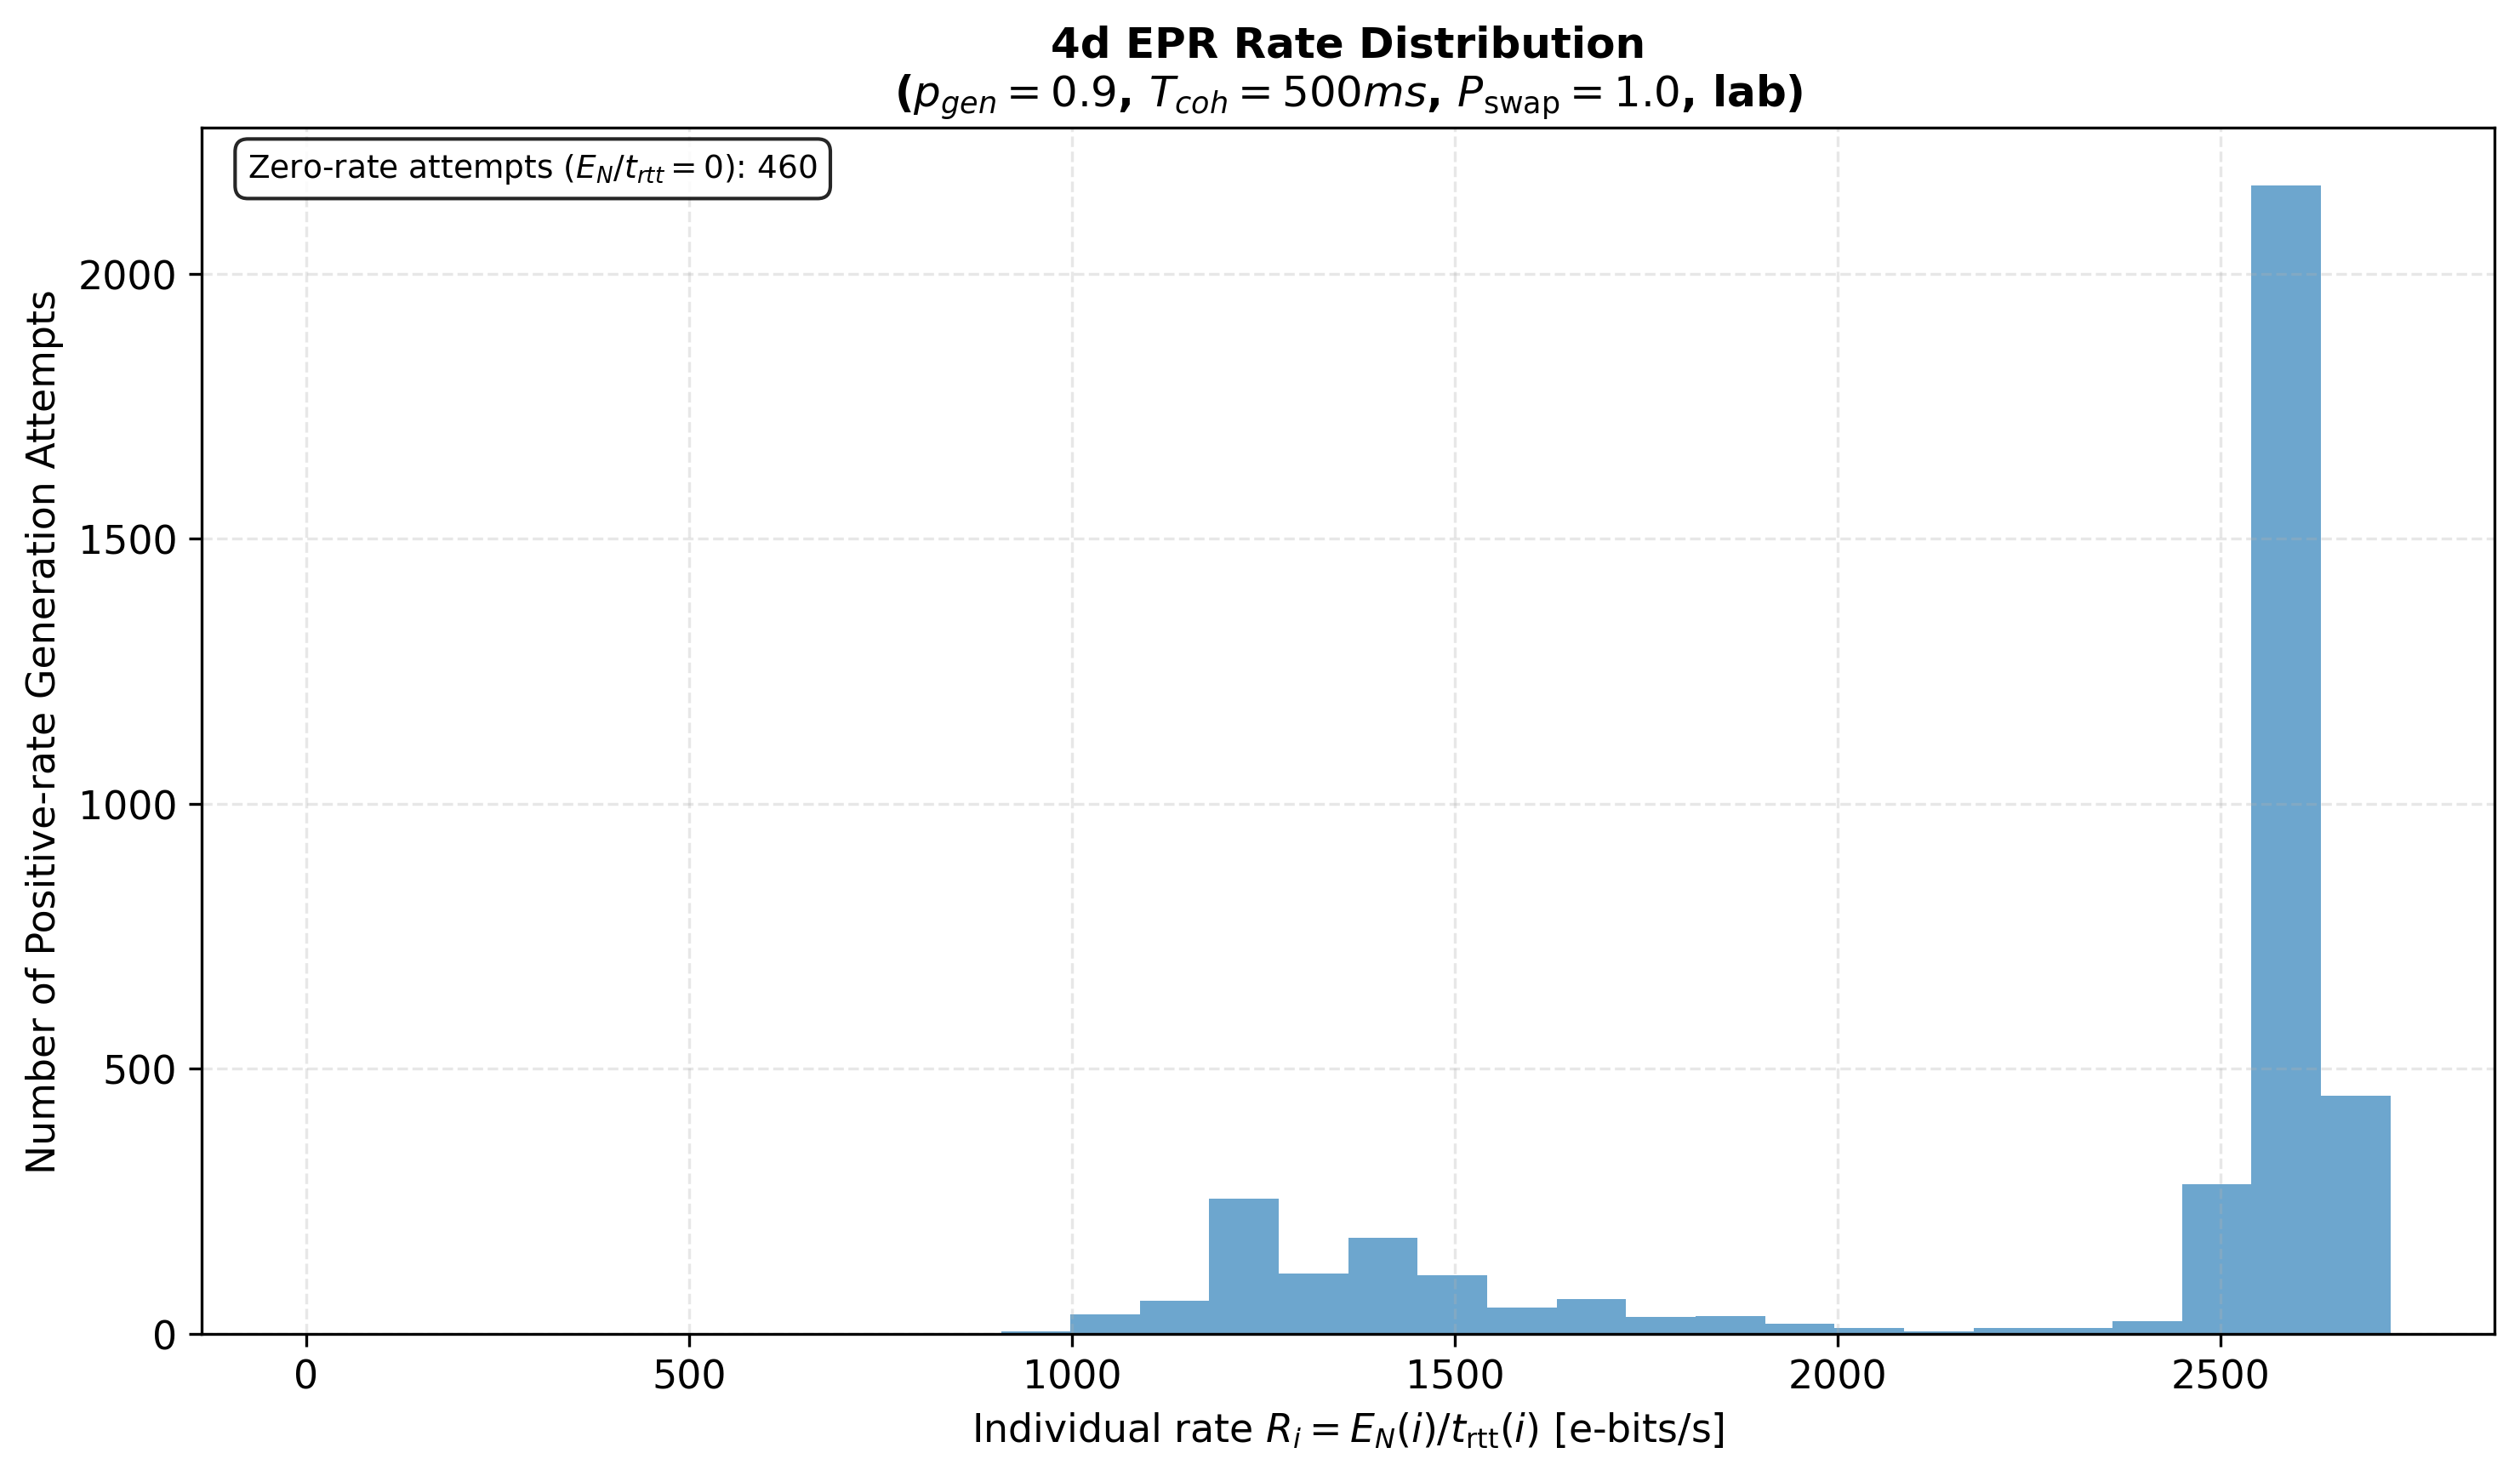 4d EPR Rate Distribution
(p_gen = 0.9, T_coh = 500ms, P_swap = 1.0, lab)
Zero-rate attempts (E_N/t_rtt = 0): 460
Number of Positive-rate Generation Attempts
2000
1500
1000
500
0
0 500 1000 1500 2000 2500
Individual rate R_i = E_N(i)/t_rtt(i) [e-bits/s]